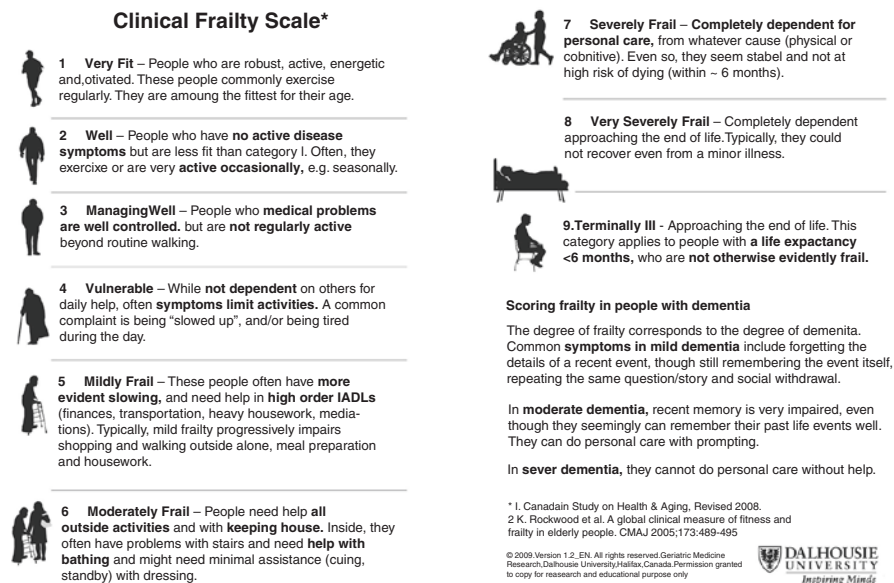 Clinical Frailty Scale*
1 Very Fit – People who are robust, active, energetic
and,otivated. These people commonly exercise
regularly. They are amoung the fittest for their age.
2 Well – People who have no active disease
symptoms but are less fit than category I. Often, they
exercixe or are very active occasionally, e.g. seasonally.
3 ManagingWell – People who medical problems
are well controlled. but are not regularly active
beyond routine walking.
4 Vulnerable – While not dependent on others for
daily help, often symptoms limit activities. A common
complaint is being “slowed up”, and/or being tired
during the day.
5 Mildly Frail – These people often have more
evident slowing, and need help in high order IADLs
(finances, transportation, heavy housework, media-
tions). Typically, mild frailty progressively impairs
shopping and walking outside alone, meal preparation
and housework.
6 Moderately Frail – People need help all
outside activities and with keeping house. Inside, they
often have problems with stairs and need help with
bathing and might need minimal assistance (cuing,
standby) with dressing.
7 Severely Frail – Completely dependent for
personal care, from whatever cause (physical or
cobnitive). Even so, they seem stabel and not at
high risk of dying (within ~ 6 months).
8 Very Severely Frail – Completely dependent
approaching the end of life.Typically, they could
not recover even from a minor illness.
9.Terminally III - Approaching the end of life. This
category applies to people with a life expactancy
<6 months, who are not otherwise evidently frail.
Scoring frailty in people with dementia
The degree of frailty corresponds to the degree of demenita.
Common symptoms in mild dementia include forgetting the
details of a recent event, though still remembering the event itself,
repeating the same question/story and social withdrawal.
In moderate dementia, recent memory is very impaired, even
though they seemingly can remember their past life events well.
They can do personal care with prompting.
In sever dementia, they cannot do personal care without help.
* I. Canadain Study on Health & Aging, Revised 2008.
2 K. Rockwood et al. A global clinical measure of fitness and
frailty in elderly people. CMAJ 2005;173:489-495
© 2009.Version 1.2_EN. All rights reserved.Geriatric Medicine
Research,Dalhousie University,Halifax,Canada.Permission granted
to copy for reasearch and educational purpose only
DALHOUSIE
UNIVERSITY
Inspiring Minds